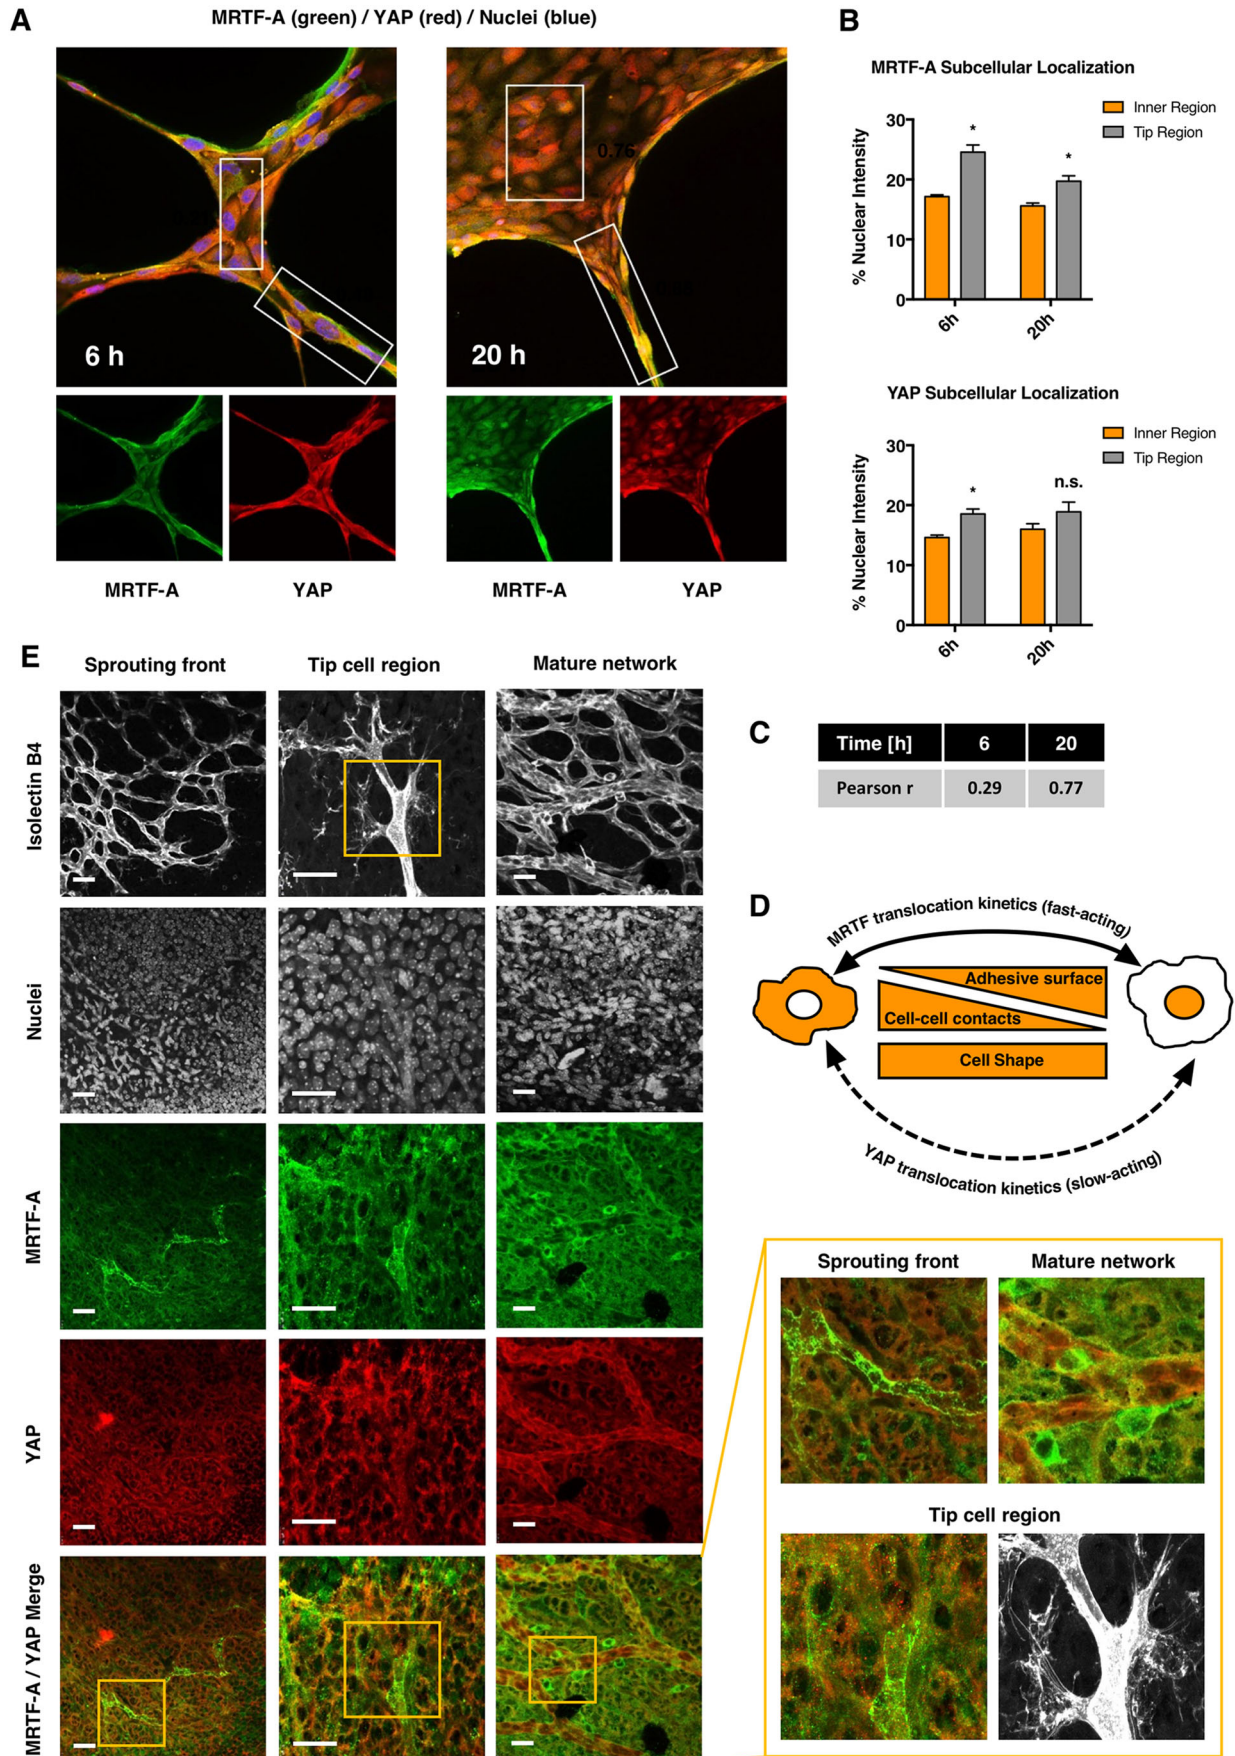 A
MRTF-A (green) / YAP (red) / Nuclei (blue)
0.76
6 h
20 h
MRTF-A
YAP
MRTF-A
YAP
B
MRTF-A Subcellular Localization
Inner Region
Tip Region
% Nuclear Intensity
30
20
10
0
*
*
6h
20h
YAP Subcellular Localization
Inner Region
Tip Region
% Nuclear Intensity
30
20
10
0
*
n.s.
6h
20h
C
Time [h] 6 20
Pearson r 0.29 0.77
D
MRTF translocation kinetics (fast-acting)
Adhesive surface
Cell-cell contacts
Cell Shape
YAP translocation kinetics (slow-acting)
E
Sprouting front
Tip cell region
Mature network
Isolectin B4
Nuclei
MRTF-A
YAP
MRTF-A / YAP Merge
Sprouting front
Mature network
Tip cell region